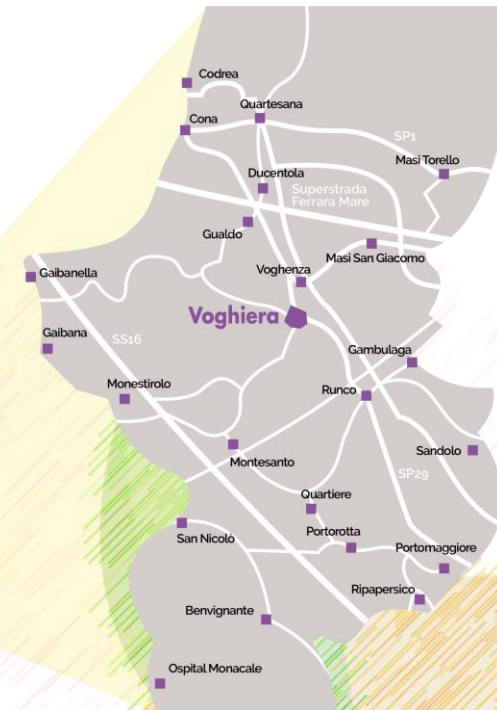 Codrea
Quartesana
Cona
SP1
Masi Torello
Ducentola
Superstrada
Ferrara Mare
Gualdo
Masi San Giacomo
Gaibanella
Voghenza
Voghiera
Gaibana
SS16
Gambulaga
Monestirolo
Runco
Montesanto
Sandolo
SP29
Quartiere
San Nicolò
Portorotta
Portomaggiore
Ripapersico
Benvignante
Ospital Monacale